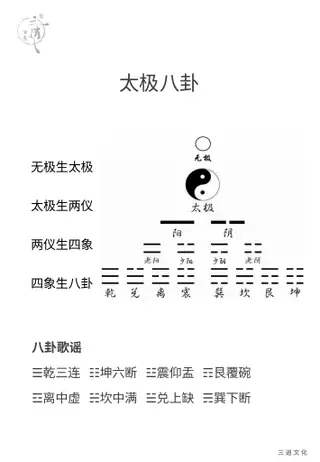 太极八卦
无极
无极生太极
太极
太极生两仪
阳 阴
两仪生四象
老阳 少阳 少阴 老阴
四象生八卦
乾 兑 离 震 巽 坎 艮 坤
八卦歌谣
☰乾三连 ☷坤六断 ☳震仰盂 ☶艮覆碗
☲离中虚 ☵坎中满 ☱兑上缺 ☴巽下断
三道文化